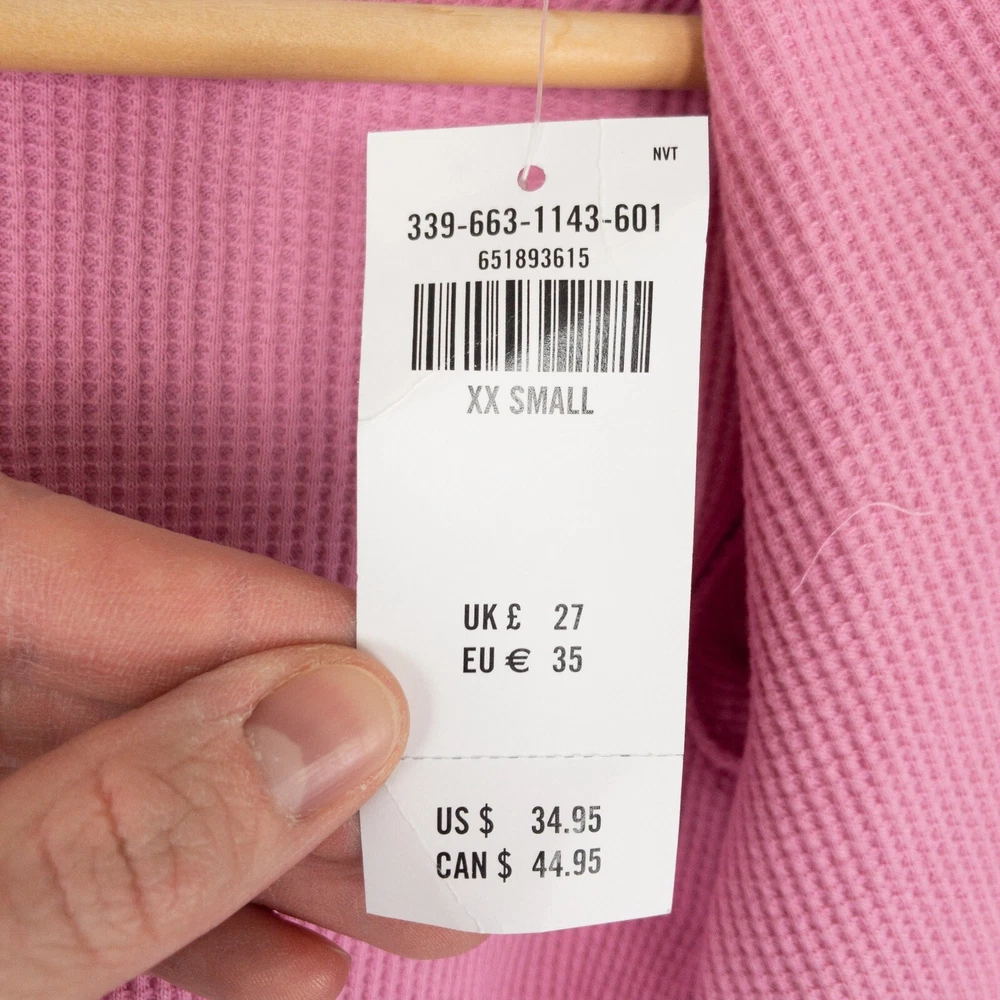 NVT
339-663-1143-601
651893615
XX SMALL
UK £ 27
EU € 35
US $ 34.95
CAN $ 44.95